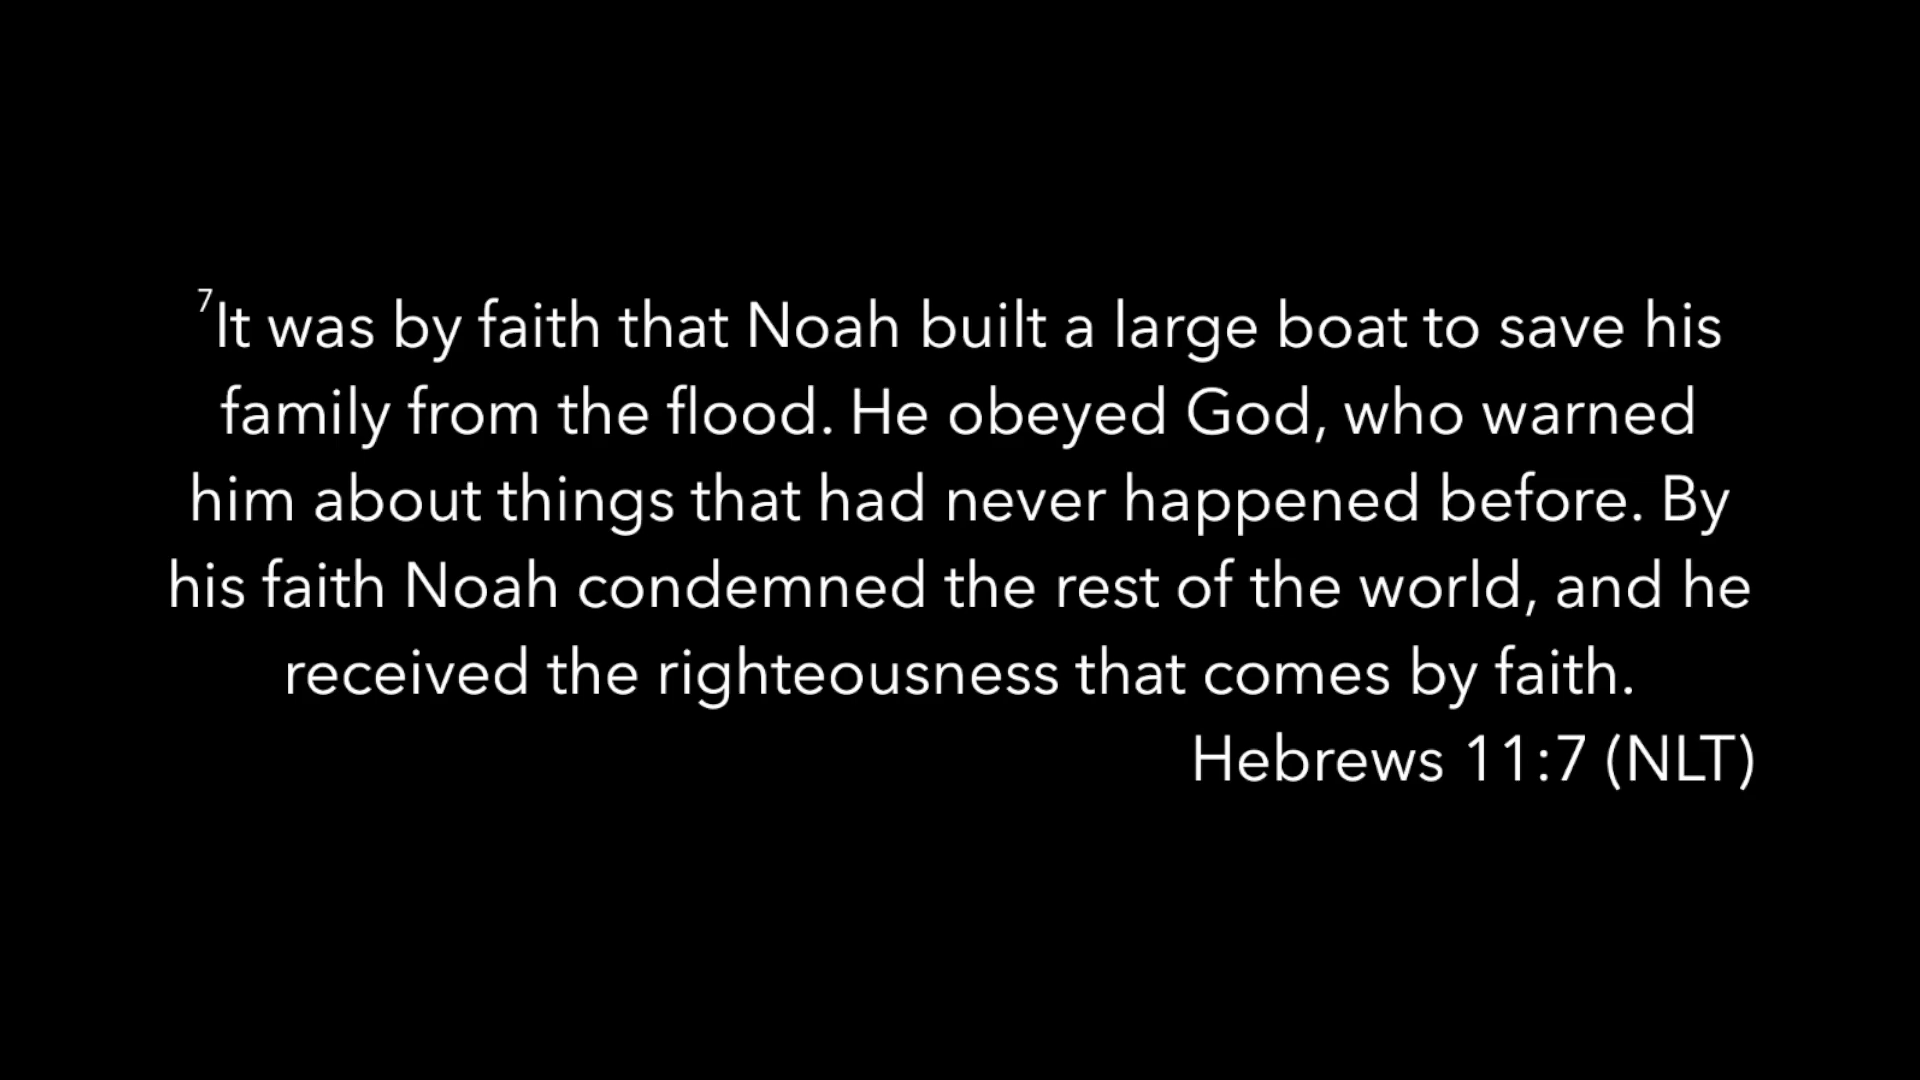 ⁷It was by faith that Noah built a large boat to save his
family from the flood. He obeyed God, who warned
him about things that had never happened before. By
his faith Noah condemned the rest of the world, and he
received the righteousness that comes by faith.
Hebrews 11:7 (NLT)